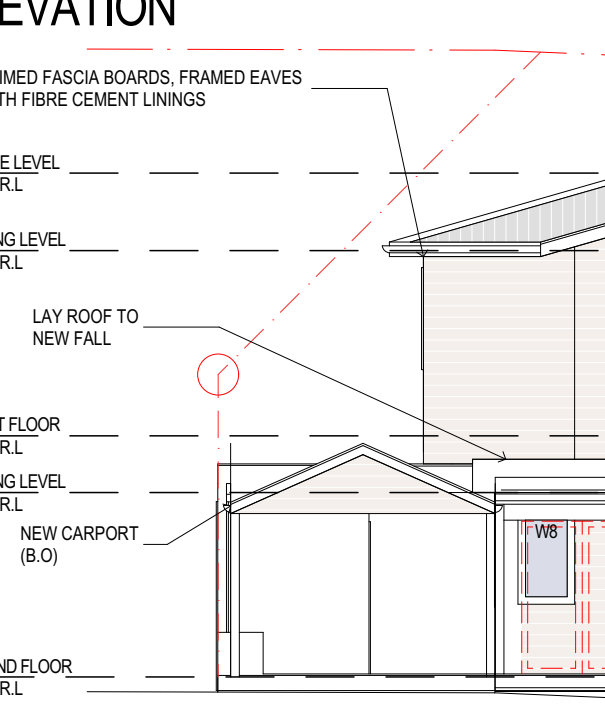 EVATION
IMED FASCIA BOARDS, FRAMED EAVES
TH FIBRE CEMENT LININGS
E LEVEL
R.L
NG LEVEL
R.L
LAY ROOF TO
NEW FALL
T FLOOR
R.L
NG LEVEL
R.L
NEW CARPORT
(B.O)
W8
ND FLOOR
R.L